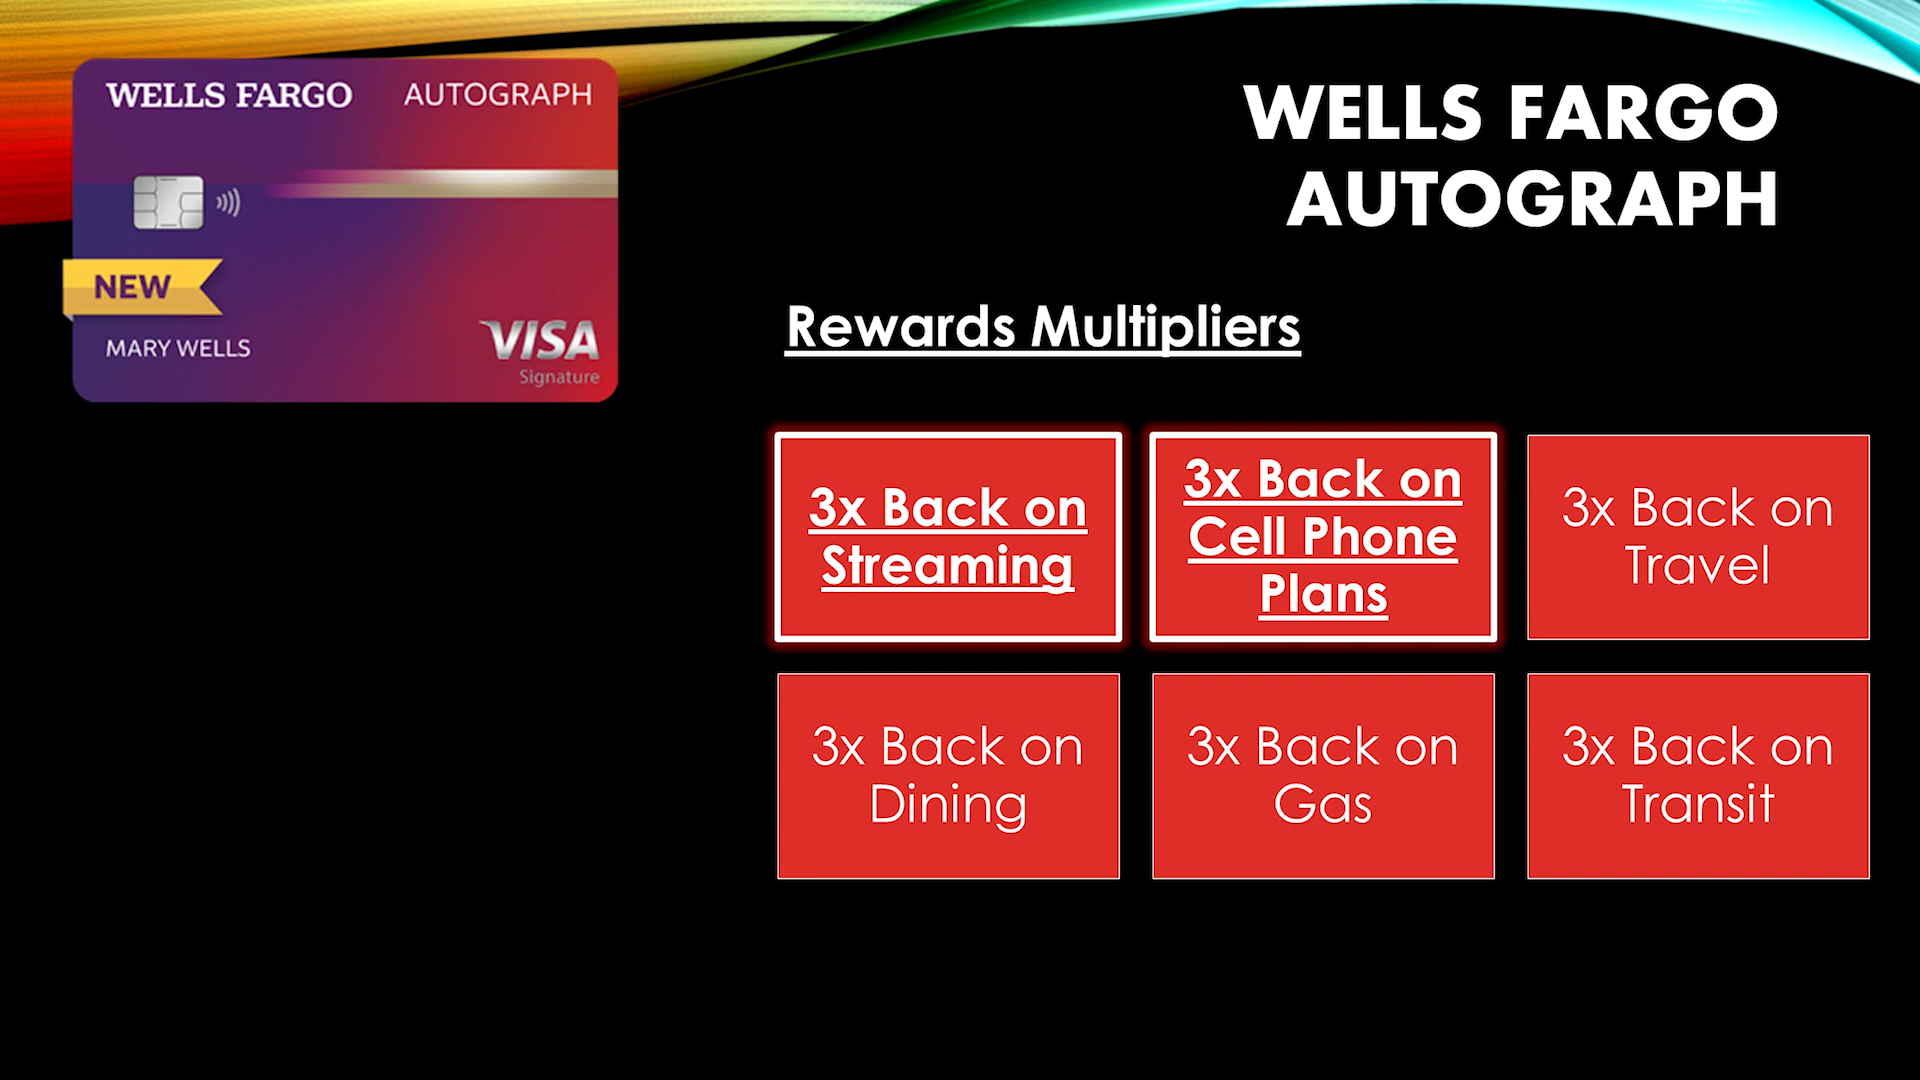 WELLS FARGO AUTOGRAPH
NEW
MARY WELLS
VISA
Signature
WELLS FARGO
AUTOGRAPH
Rewards Multipliers
3x Back on
Streaming
3x Back on
Cell Phone
Plans
3x Back on
Travel
3x Back on
Dining
3x Back on
Gas
3x Back on
Transit